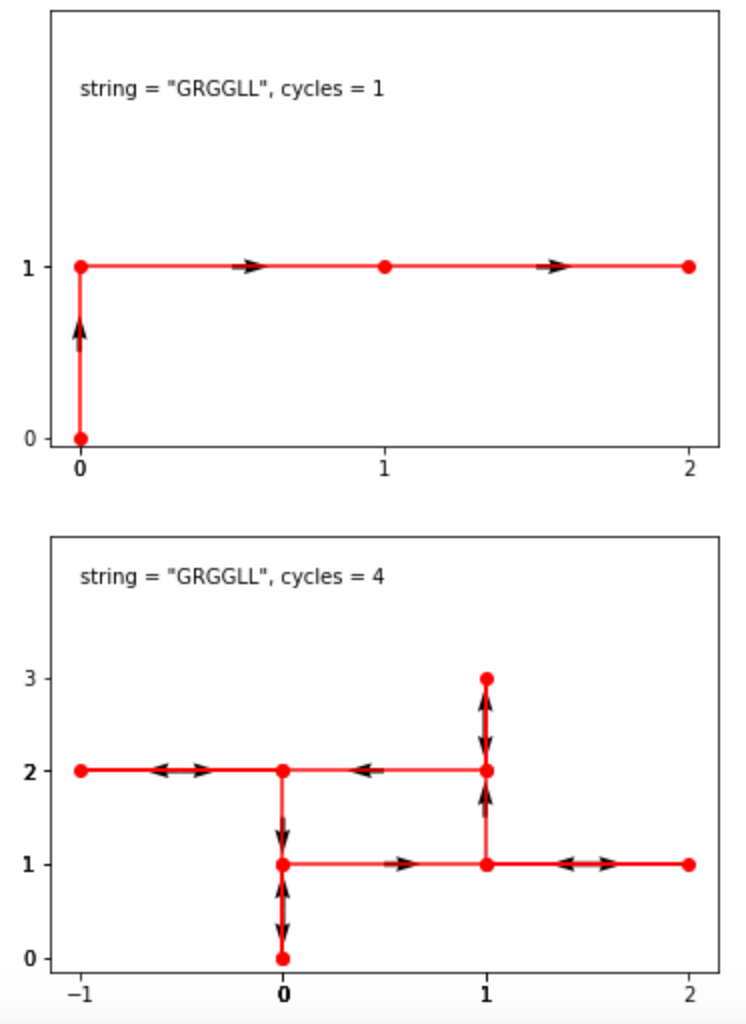 string = "GRGGLL", cycles = 1
1
0
0 1 2
string = "GRGGLL", cycles = 4
3
2
1
0
−1 0 1 2